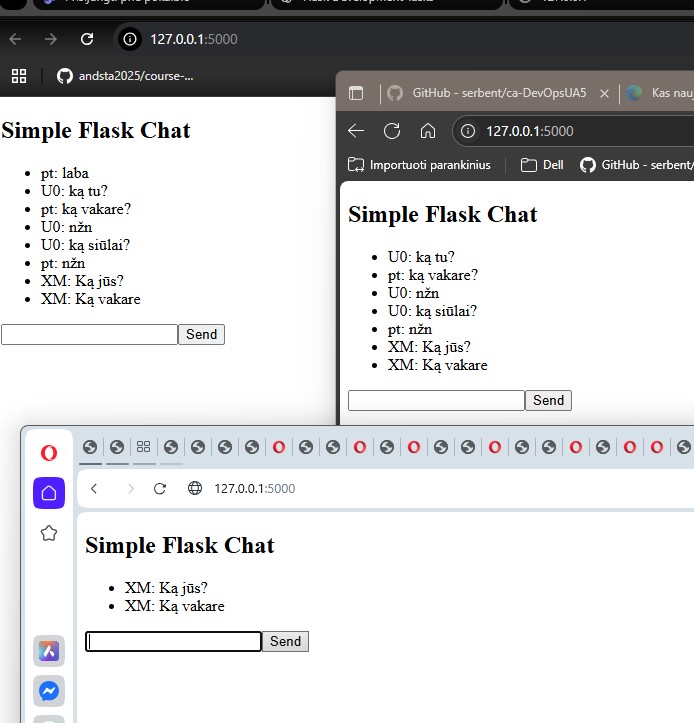 127.0.0.1:5000
andsta2025/course-...
Simple Flask Chat
pt: laba
U0: ką tu?
pt: ką vakare?
U0: nžn
U0: ką siūlai?
pt: nžn
XM: Ką jūs?
XM: Ką vakare
Send
GitHub - serbent/ca-DevOpsUA5
Kas nauj
127.0.0.1:5000
Importuoti parankinius
Dell
GitHub - serbent/
Simple Flask Chat
U0: ką tu?
pt: ką vakare?
U0: nžn
U0: ką siūlai?
pt: nžn
XM: Ką jūs?
XM: Ką vakare
Send
127.0.0.1:5000
Simple Flask Chat
XM: Ką jūs?
XM: Ką vakare
Send